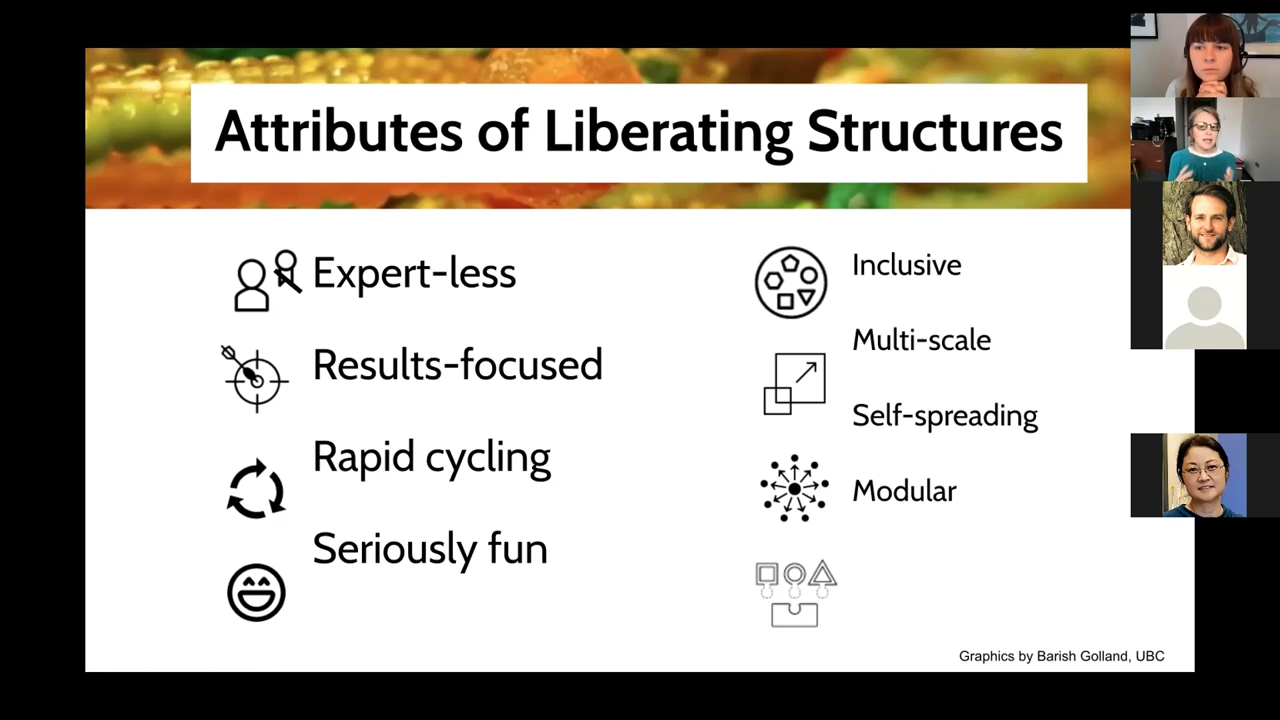 Attributes of Liberating Structures
Expert-less
Results-focused
Rapid cycling
Seriously fun
Inclusive
Multi-scale
Self-spreading
Modular
Graphics by Barish Golland, UBC